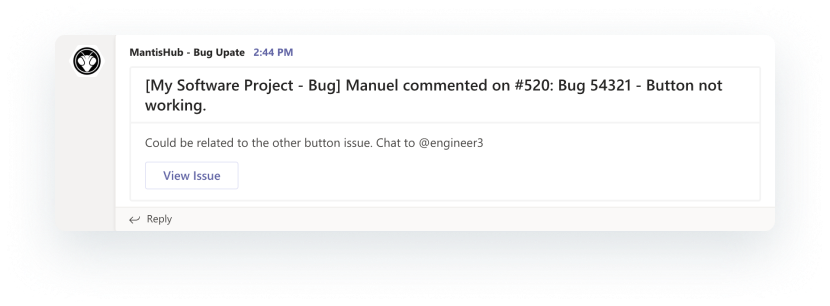 MantisHub - Bug Upate 2:44 PM
[My Software Project - Bug] Manuel commented on #520: Bug 54321 - Button not
working.
Could be related to the other button issue. Chat to @engineer3
View Issue
Reply